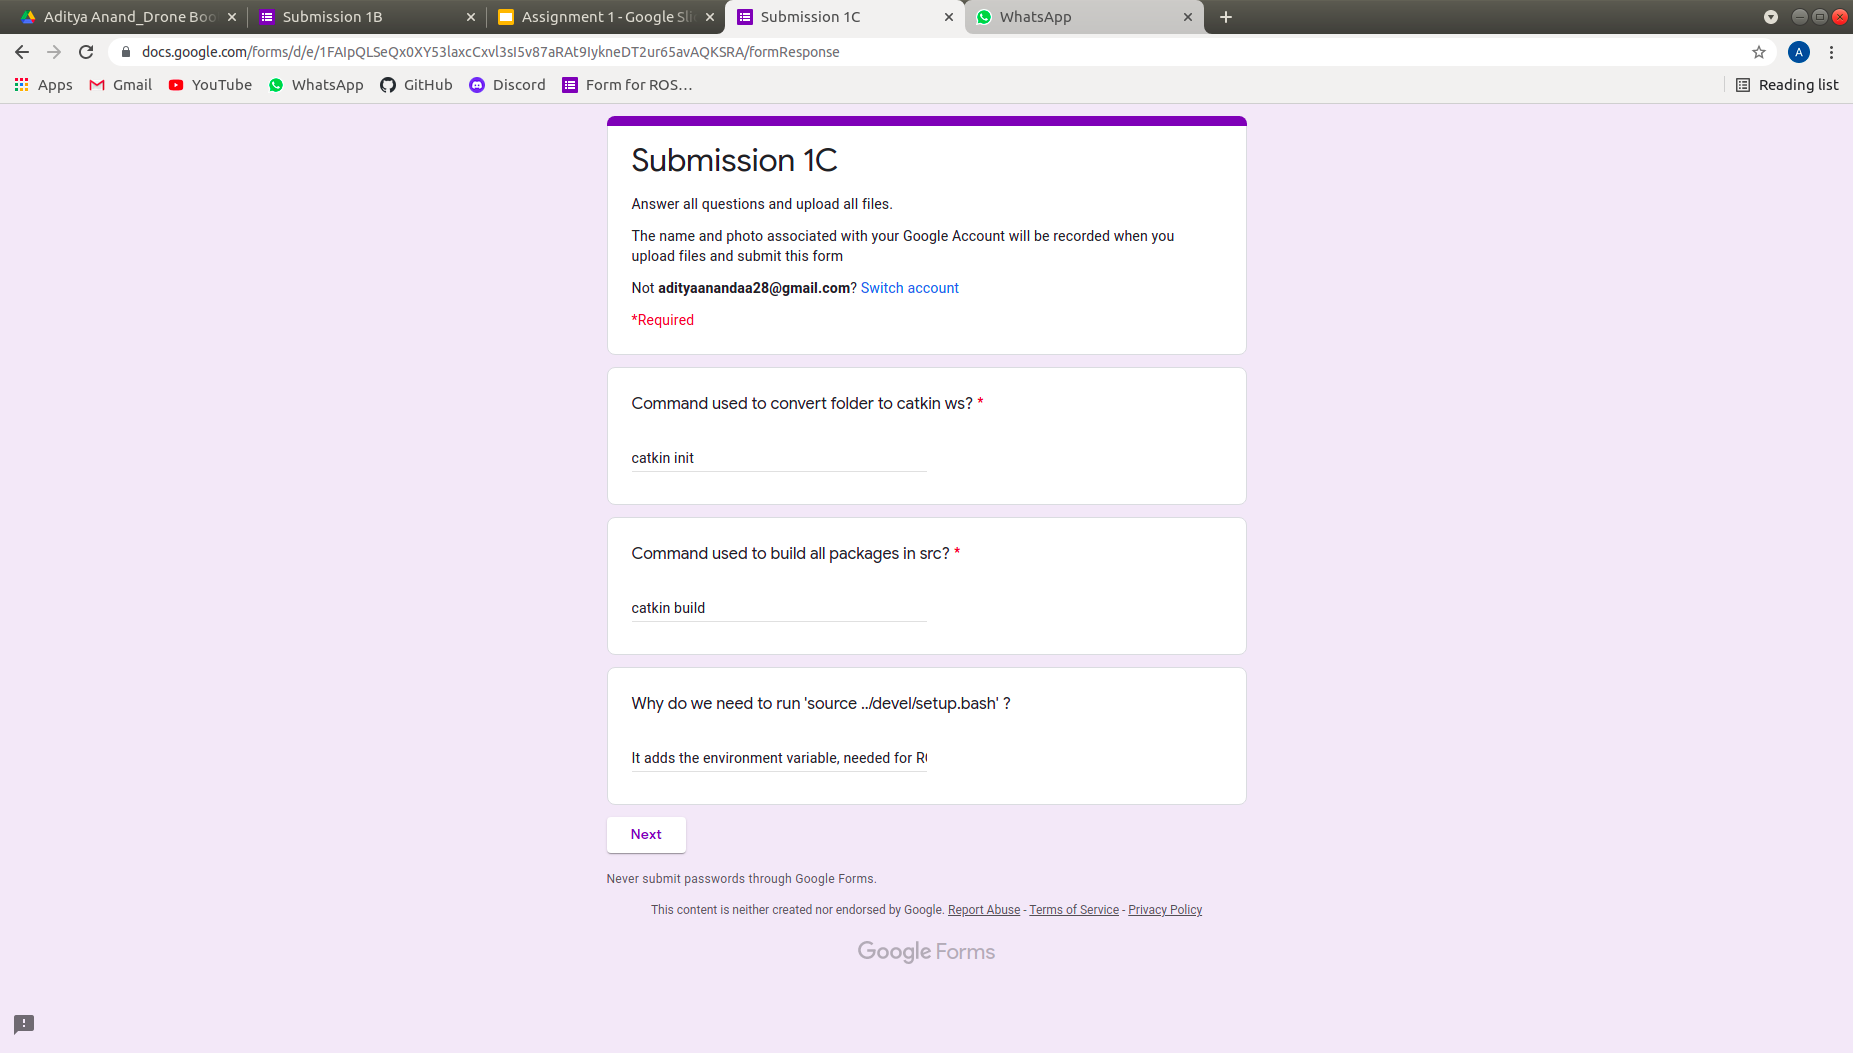 Aditya Anand_Drone Boo
Submission 1B
Assignment 1 - Google Sli
Submission 1C
WhatsApp
docs.google.com/forms/d/e/1FAIpQLSeQx0XY53laxcCxvl3sI5v87aRAt9IykneDT2ur65avAQKSRA/formResponse
A
Apps
Gmail
YouTube
WhatsApp
GitHub
Discord
Form for ROS...
Reading list
Submission 1C
Answer all questions and upload all files.
The name and photo associated with your Google Account will be recorded when you
upload files and submit this form
Not adityaanandaa28@gmail.com? Switch account
*Required
Command used to convert folder to catkin ws? *
catkin init
Command used to build all packages in src? *
catkin build
Why do we need to run 'source ../devel/setup.bash' ?
It adds the environment variable, needed for
Next
Never submit passwords through Google Forms.
This content is neither created nor endorsed by Google. Report Abuse - Terms of Service - Privacy Policy
Google Forms